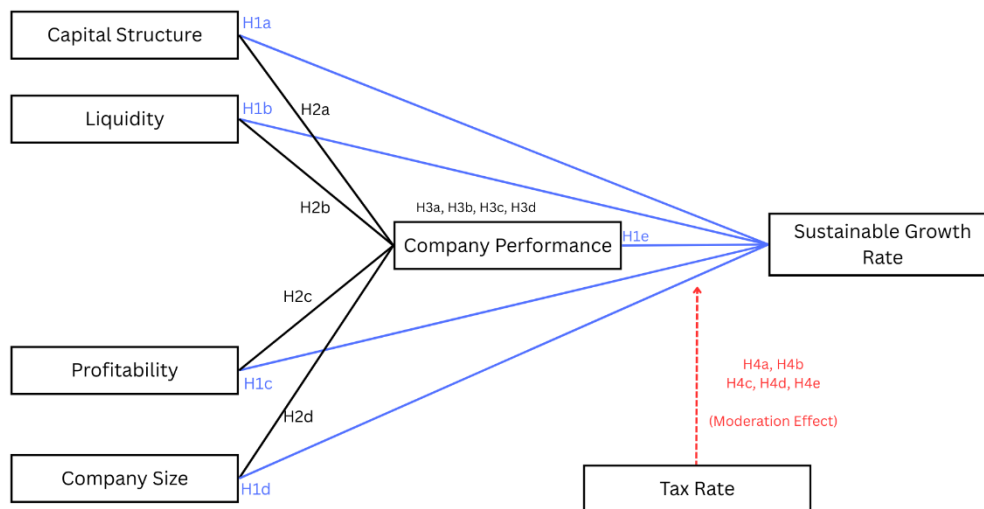 H1a
Capital Structure
H1b
Liquidity
H2a
H2b
H3a, H3b, H3c, H3d
Company Performance
H1e
Sustainable Growth
Rate
H2c
Profitability
H1c
H4a, H4b
H4c, H4d, H4e
(Moderation Effect)
H2d
Company Size
H1d
Tax Rate